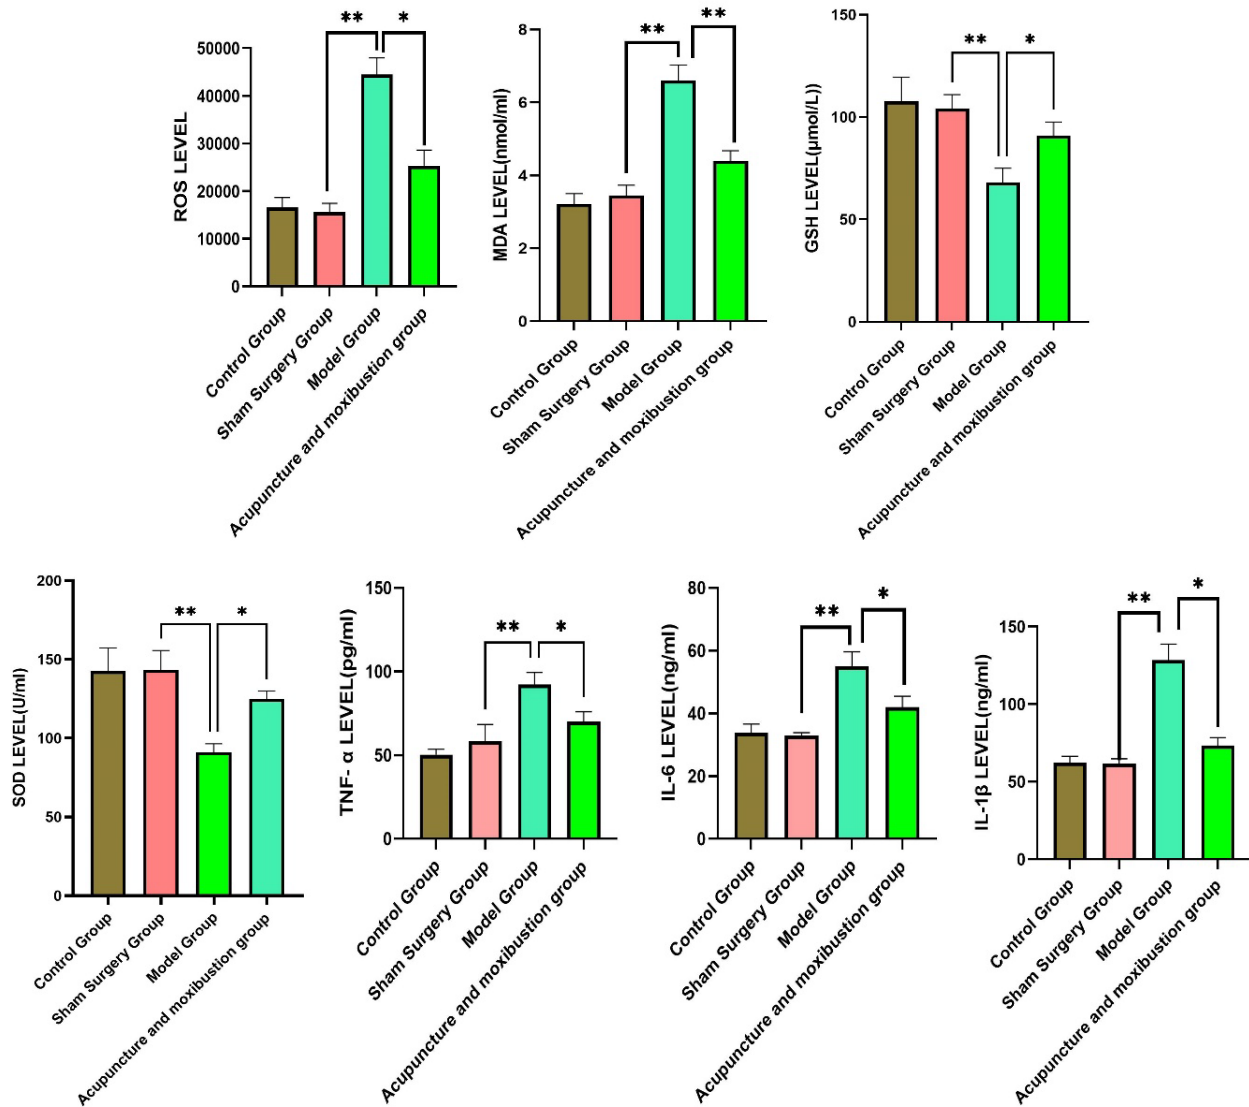 ** *
50000
40000
30000
20000
10000
0
ROS LEVEL
Control Group
Sham Surgery Group
Model Group
Acupuncture and moxibustion group
** **
8
6
4
2
0
MDA LEVEL(nmol/ml)
Control Group
Sham Surgery Group
Model Group
Acupuncture and moxibustion group
** *
150
100
50
0
GSH LEVEL(μmol/L))
Control Group
Sham Surgery Group
Model Group
Acupuncture and moxibustion group
** *
200
150
100
50
0
SOD LEVEL(U/ml)
Control Group
Sham Surgery Group
Model Group
Acupuncture and moxibustion group
** *
150
100
50
0
TNF- α LEVEL(pg/ml)
Control Group
Sham Surgery Group
Model Group
Acupuncture and moxibustion group
** *
80
60
40
20
0
IL-6 LEVEL(ng/ml)
Control Group
Sham Surgery Group
Model Group
Acupuncture and moxibustion group
** *
150
100
50
0
IL-1β LEVEL(ng/ml)
Control Group
Sham Surgery Group
Model Group
Acupuncture and moxibustion group